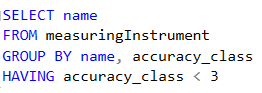 SELECT name
FROM measuringInstrument
GROUP BY name, accuracy_class
HAVING accuracy_class < 3